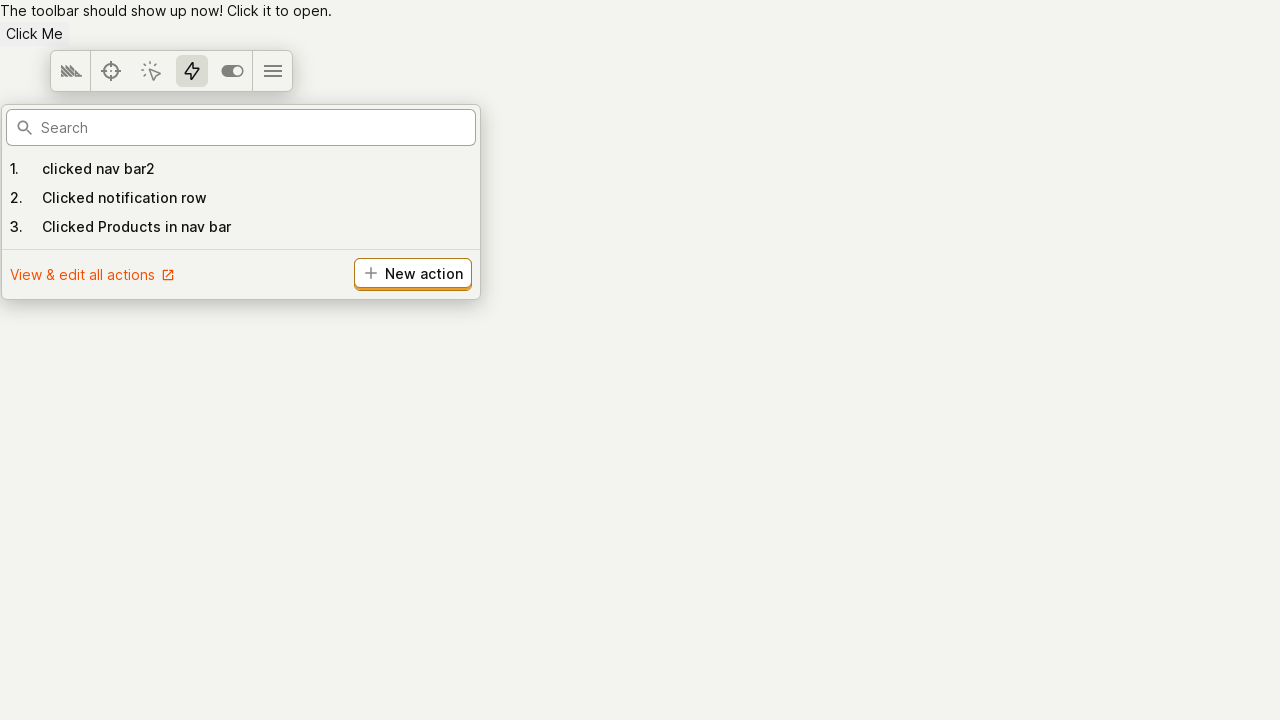 The toolbar should show up now! Click it to open.
Click Me
Search
1. clicked nav bar2
2. Clicked notification row
3. Clicked Products in nav bar
View & edit all actions
New action